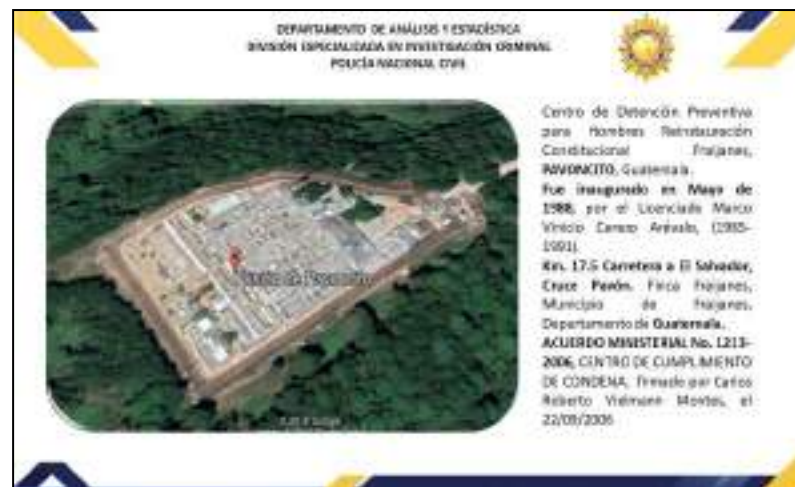 DEPARTAMENTO DE ANÁLISIS Y ESTADÍSTICA
DIVISIÓN ESPECIALIZADA EN INVESTIGACIÓN CRIMINAL
POLICÍA NACIONAL CIVIL
Centro de Detención Preventiva
para Hombres Reinstauración
Constitucional Fraijanes,
PAVONCITO, Guatemala.
Fue inaugurado en Mayo de
1988, por el Licenciado Marco
Vinicio Cerezo Arévalo,
1991)
Km. 17.5 Carretera a El Salvador,
Cruce Pavón. Finca Fraijanes,
Municipio de Fraijanes,
Departamento de Guatemala.
ACUERDO MINISTERIAL No. 1213-
2006, CENTRO DE CUMPLIMIENTO
DE CONDENA, firmado por Carlos
Roberto Vielmann Montes, el
22/09/2006